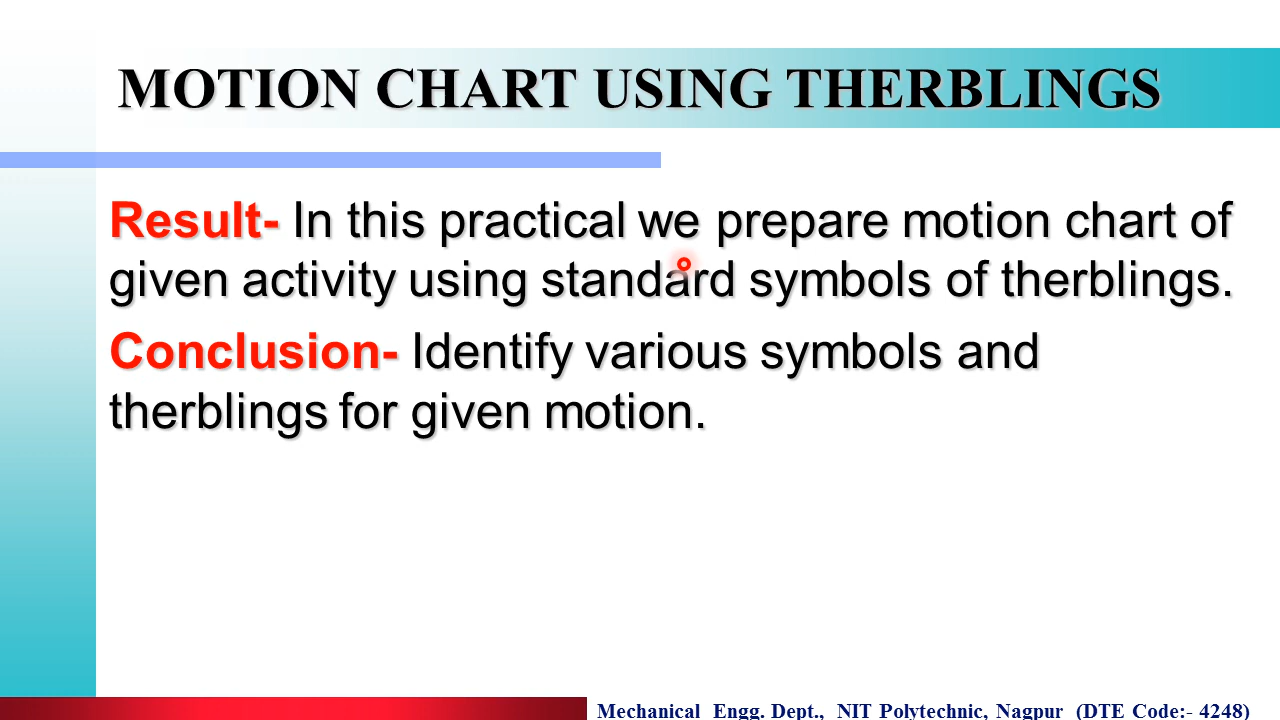 MOTION CHART USING THERBLINGS
Result- In this practical we prepare motion chart of
given activity using standard symbols of therblings.
Conclusion- Identify various symbols and
therblings for given motion.
Mechanical Engg. Dept., NIT Polytechnic, Nagpur (DTE Code:- 4248)